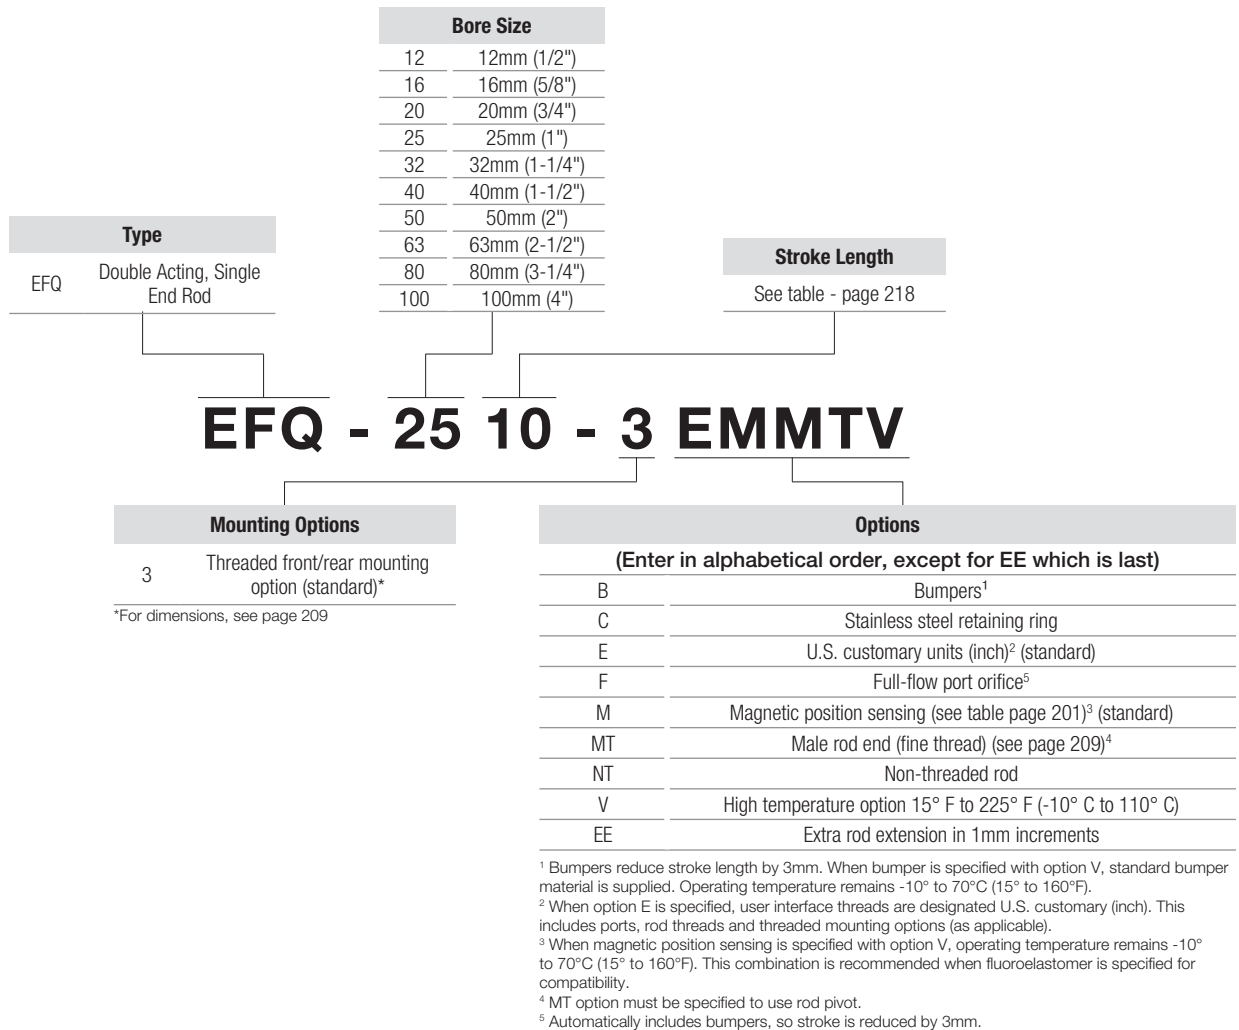 Bore Size
12 12mm (1/2")
16 16mm (5/8")
20 20mm (3/4")
25 25mm (1")
32 32mm (1-1/4")
40 40mm (1-1/2")
50 50mm (2")
63 63mm (2-1/2")
80 80mm (3-1/4")
100 100mm (4")
Type
EFQ Double Acting, Single
End Rod
Stroke Length
See table - page 218
EFQ - 25 10 - 3 EMMTV
Mounting Options
3 Threaded front/rear mounting
option (standard)*
*For dimensions, see page 209
Options
(Enter in alphabetical order, except for EE which is last)
B Bumpers¹
C Stainless steel retaining ring
E U.S. customary units (inch)² (standard)
F Full-flow port orifice⁵
M Magnetic position sensing (see table page 201)³ (standard)
MT Male rod end (fine thread) (see page 209)⁴
NT Non-threaded rod
V High temperature option 15° F to 225° F (-10° C to 110° C)
EE Extra rod extension in 1mm increments
¹ Bumpers reduce stroke length by 3mm. When bumper is specified with option V, standard bumper
material is supplied. Operating temperature remains -10° to 70°C (15° to 160°F).
² When option E is specified, user interface threads are designated U.S. customary (inch). This
includes ports, rod threads and threaded mounting options (as applicable).
³ When magnetic position sensing is specified with option V, operating temperature remains -10°
to 70°C (15° to 160°F). This combination is recommended when fluoroelastomer is specified for
compatibility.
⁴ MT option must be specified to use rod pivot.
⁵ Automatically includes bumpers, so stroke is reduced by 3mm.